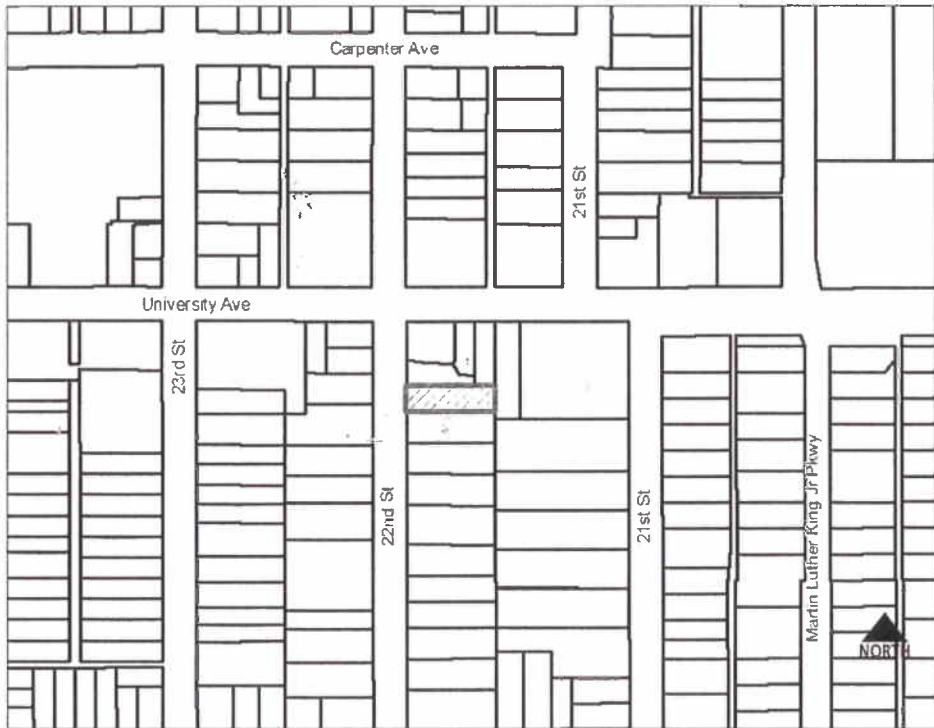 Carpenter Ave
21st St
University Ave
23rd St
22nd St
21st St
Martin Luther King Jr Pkwy
NORTH